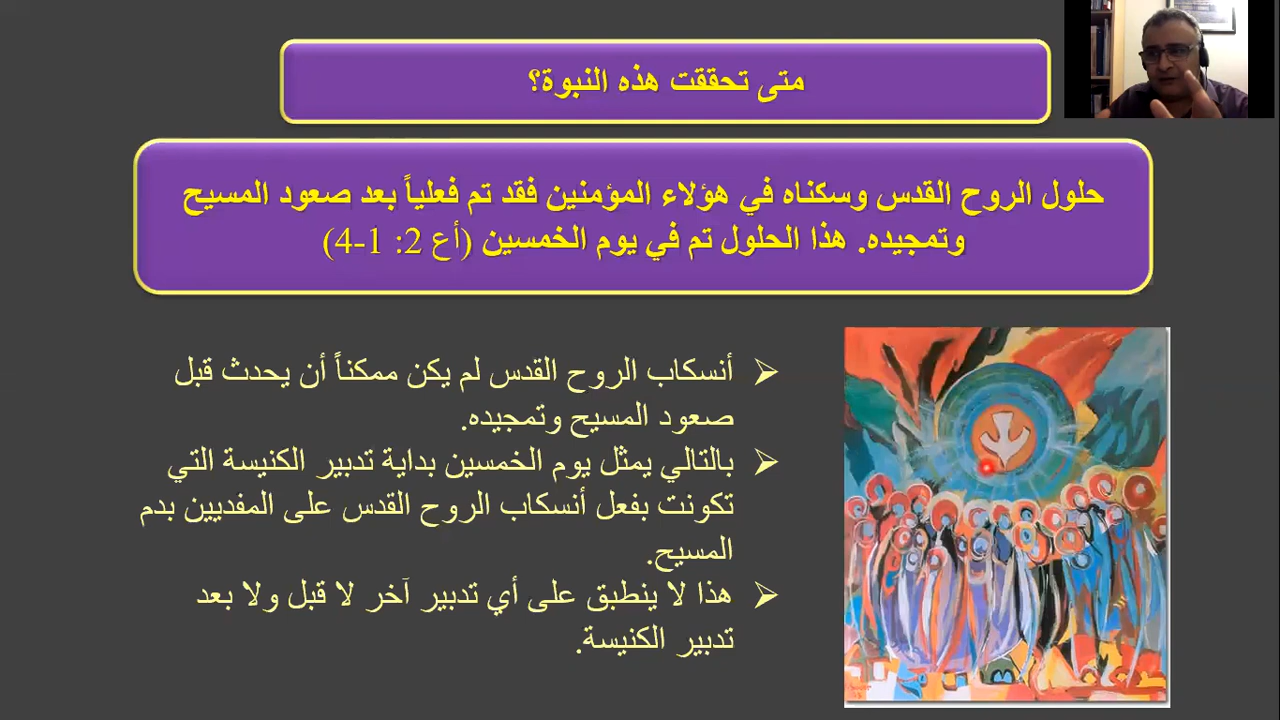 متى تحققت هذه النبوة؟
حلول الروح القدس وسكناه في هؤلاء المؤمنين فقد تم فعلياً بعد صعود المسيح
وتمجيده. هذا الحلول تم في يوم الخمسين (أع 2: 1-4)
أنسكاب الروح القدس لم يكن ممكناً أن يحدث قبل
صعود المسيح وتمجيده.
بالتالي يمثل يوم الخمسين بداية تدبير الكنيسة التي
تكونت بفعل أنسكاب الروح القدس على المفديين بدم
المسيح.
هذا لا ينطبق على أي تدبير آخر لا قبل ولا بعد
تدبير الكنيسة.